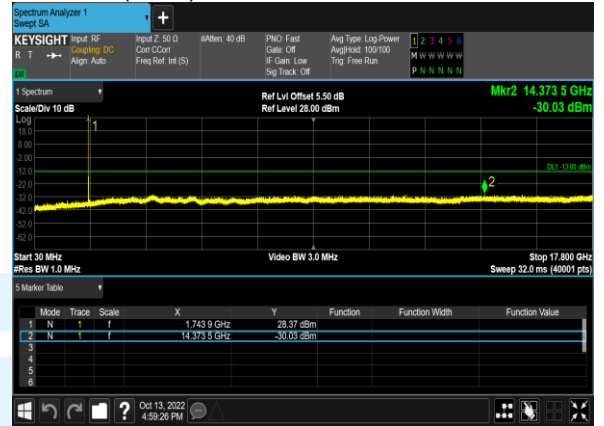 Spectrum Analyzer 1
Swept SA
+
KEYSIGHT Input: RF Input Z: 50 Ω #Atten: 40 dB PNO: Fast Avg Type: Log-Power 1 2 3 4 5 6
R T Coupling: DC Corr CCorr Gate: Off Avg|Hold: 100/100 M W W W W W
Align: Auto Freq Ref: Int (S) IF Gain: Low Trig: Free Run P N N N N N
LV Sig Track: Off
1 Spectrum Ref Lvl Offset 5.50 dB Mkr2 14.373 5 GHz
Scale/Div 10 dB Ref Level 28.00 dBm -30.03 dBm
Log
1
18.0
8.00
-2.00
-12.0 DL1 -13.00 dBm
-22.0 2
-32.0
-42.0
-52.0
-62.0
Start 30 MHz Video BW 3.0 MHz Stop 17.800 GHz
#Res BW 1.0 MHz Sweep 32.0 ms (40001 pts)
5 Marker Table
Mode Trace Scale X Y Function Function Width Function Value
1 N 1 f 1.743 9 GHz 28.37 dBm
2 N 1 f 14.373 5 GHz -30.03 dBm
3
4
5
6
? Oct 13, 2022
4:59:26 PM